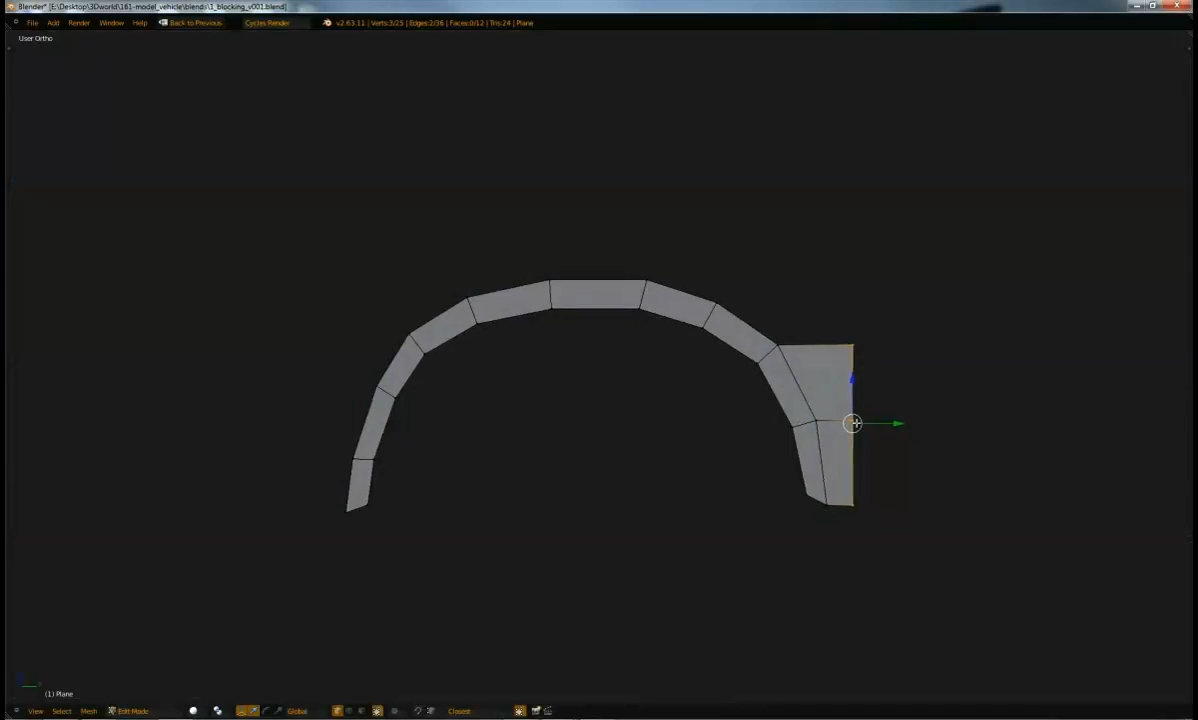 Blender* [E:\Desktop\3Dworld\161-model_vehicle\blends\1_blocking_v001.blend]
File Add Render Window Help Back to Previous Cycles Render v2.63.11 | Verts:3/25 | Edges:2/36 | Faces:0/12 | Tris:24 | Plane
User Ortho
(1) Plane
View Select Mesh Edit Mode Global Closest